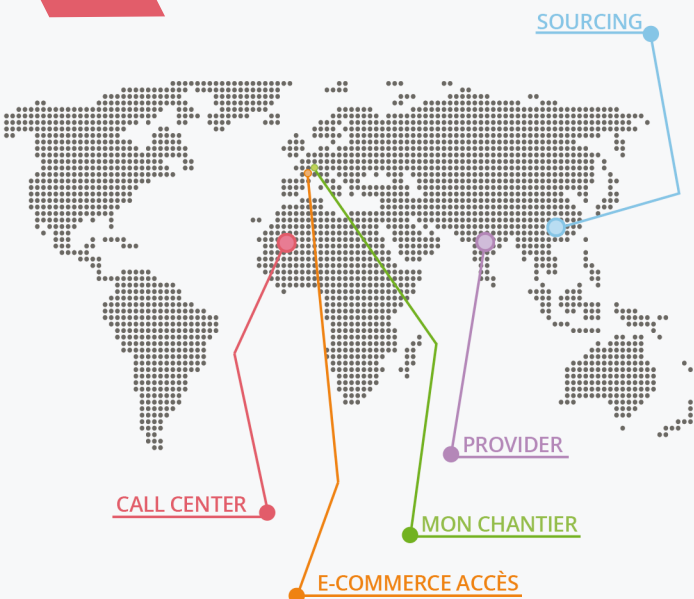 SOURCING
PROVIDER
CALL CENTER
MON CHANTIER
E-COMMERCE ACCÈS